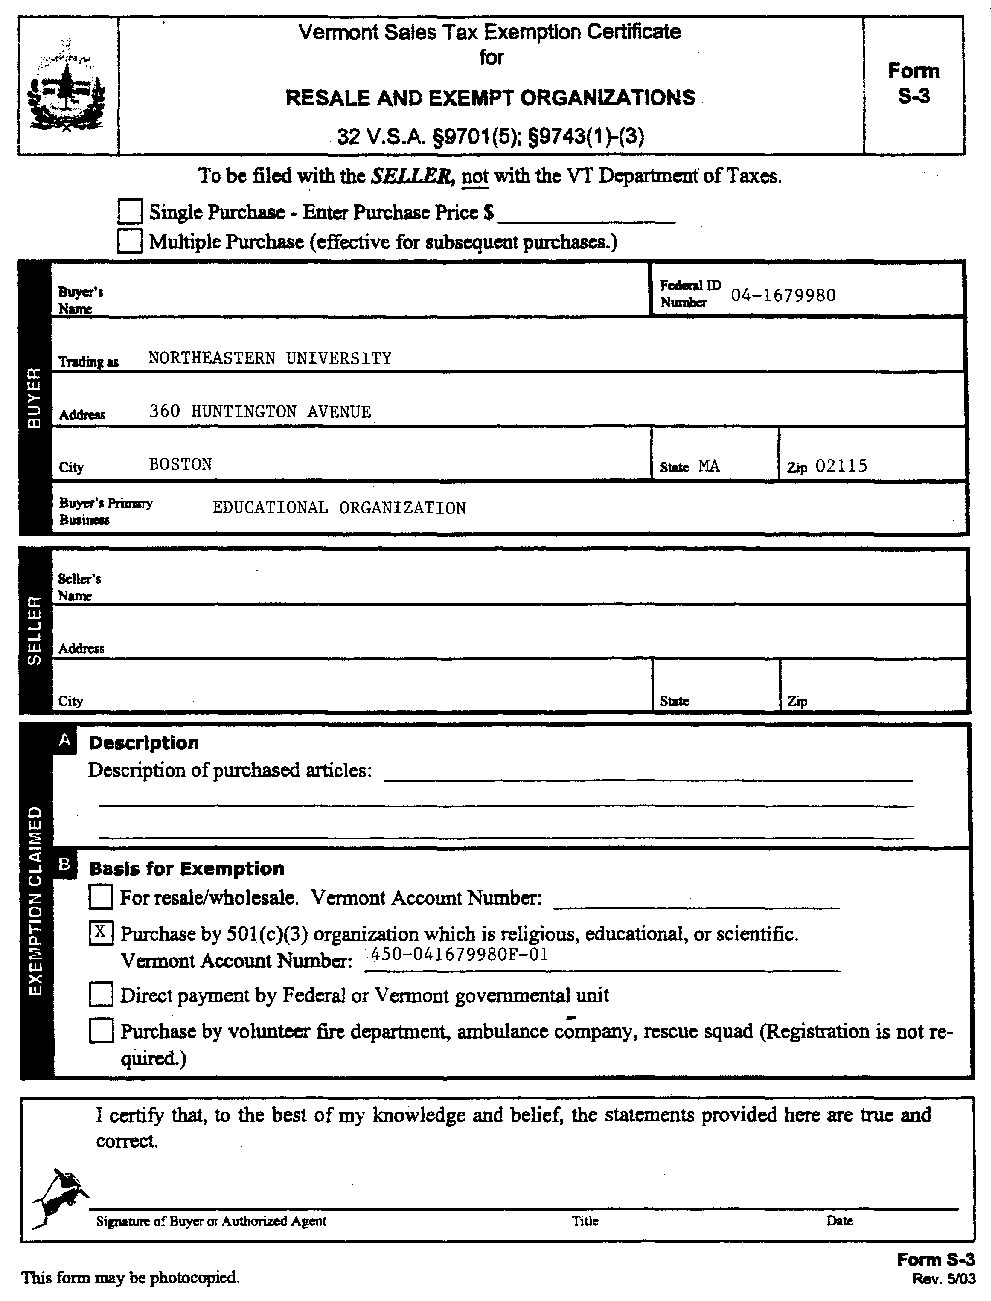 Vermont Sales Tax Exemption Certificate
for
RESALE AND EXEMPT ORGANIZATIONS
32 V.S.A. §9701(5); §9743(1)-(3)
Form
S-3
To be filed with the SELLER, not with the VT Department of Taxes.
Single Purchase - Enter Purchase Price $
Multiple Purchase (effective for subsequent purchases.)
BUYER
Buyer's
Name
Federal ID
Number 04-1679980
Trading as NORTHEASTERN UNIVERSITY
Address 360 HUNTINGTON AVENUE
City BOSTON State MA Zip 02115
Buyer's Primary
Business EDUCATIONAL ORGANIZATION
SELLER
Seller's
Name
Address
City State Zip
EXEMPTION CLAIMED
A Description
Description of purchased articles:
B Basis for Exemption
For resale/wholesale. Vermont Account Number:
X Purchase by 501(c)(3) organization which is religious, educational, or scientific.
Vermont Account Number: 450-041679980F-01
Direct payment by Federal or Vermont governmental unit
Purchase by volunteer fire department, ambulance company, rescue squad (Registration is not re-
quired.)
I certify that, to the best of my knowledge and belief, the statements provided here are true and
correct.
Signature of Buyer or Authorized Agent Title Date
Form S-3
This form may be photocopied. Rev. 5/03